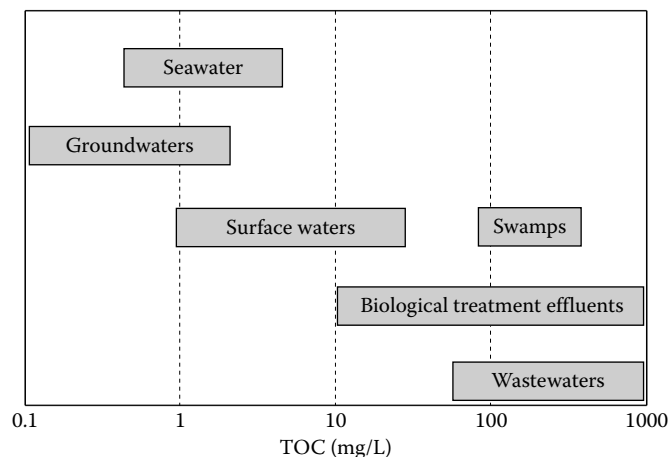 Seawater
Groundwaters
Surface waters
Swamps
Biological treatment effluents
Wastewaters
0.1
1
10
100
1000
TOC (mg/L)